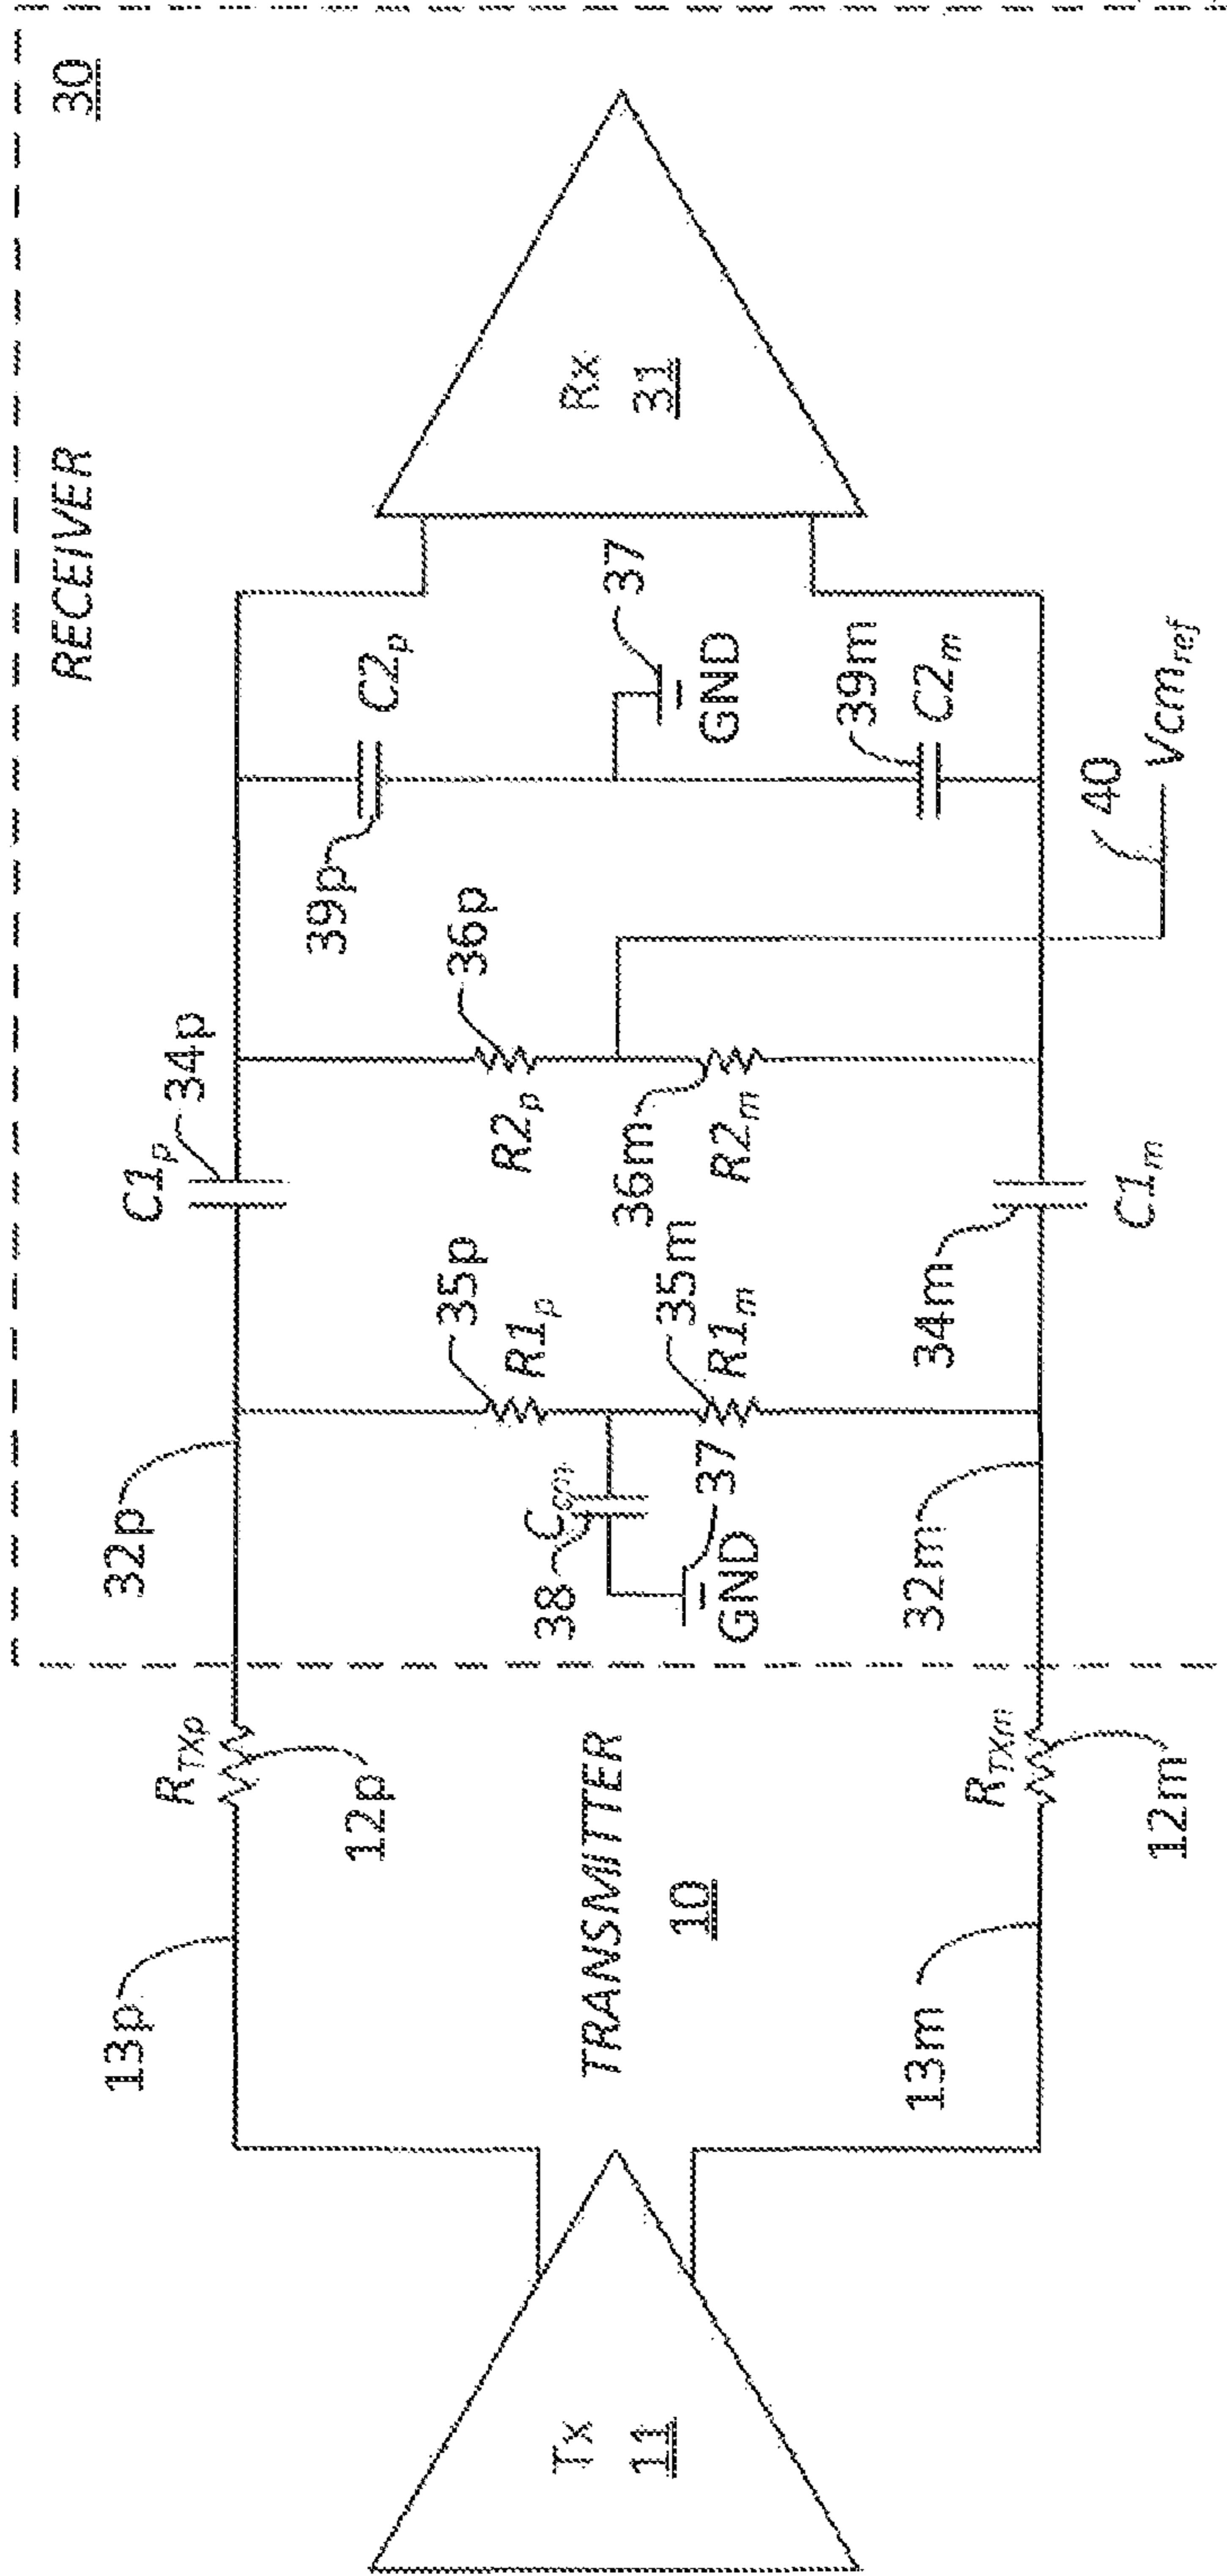 RECEIVER
30
C1p
34p
32p
RTXp
12p
13p
35p
R1p
36p
R2p
39p
C2p
37
GND
Rx
31
Tx
11
TRANSMITTER
10
38
Ccm
37
GND
35m
R1m
36m
R2m
39m
C2m
40
Vcmref
13m
RTXm
12m
32m
34m
C1m